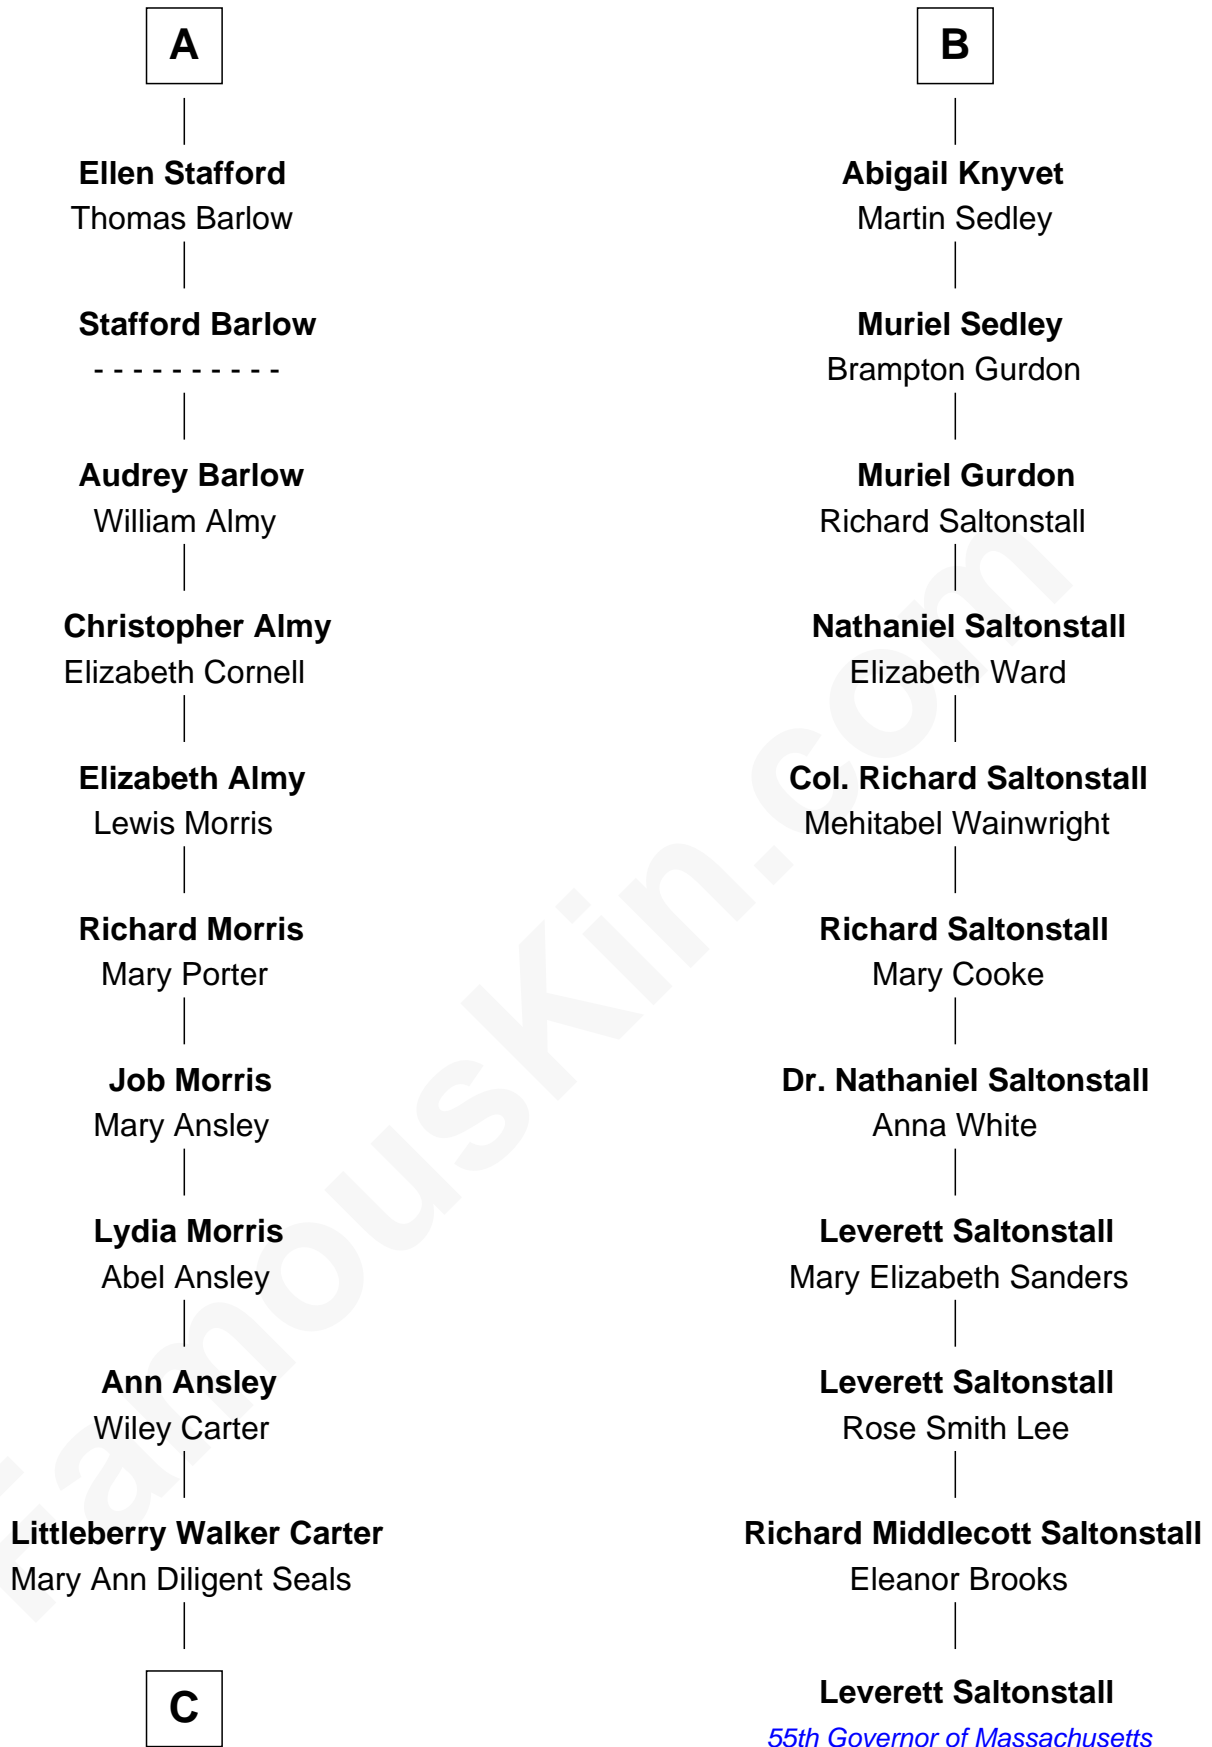 A
Ellen Stafford
Thomas Barlow
Stafford Barlow
- - - - - - - - - -
Audrey Barlow
William Almy
Christopher Almy
Elizabeth Cornell
Elizabeth Almy
Lewis Morris
Richard Morris
Mary Porter
Job Morris
Mary Ansley
Lydia Morris
Abel Ansley
Ann Ansley
Wiley Carter
Littleberry Walker Carter
Mary Ann Diligent Seals
C
B
Abigail Knyvet
Martin Sedley
Muriel Sedley
Brampton Gurdon
Muriel Gurdon
Richard Saltonstall
Nathaniel Saltonstall
Elizabeth Ward
Col. Richard Saltonstall
Mehitabel Wainwright
Richard Saltonstall
Mary Cooke
Dr. Nathaniel Saltonstall
Anna White
Leverett Saltonstall
Mary Elizabeth Sanders
Leverett Saltonstall
Rose Smith Lee
Richard Middlecott Saltonstall
Eleanor Brooks
Leverett Saltonstall
55th Governor of Massachusetts
FamousKin.com